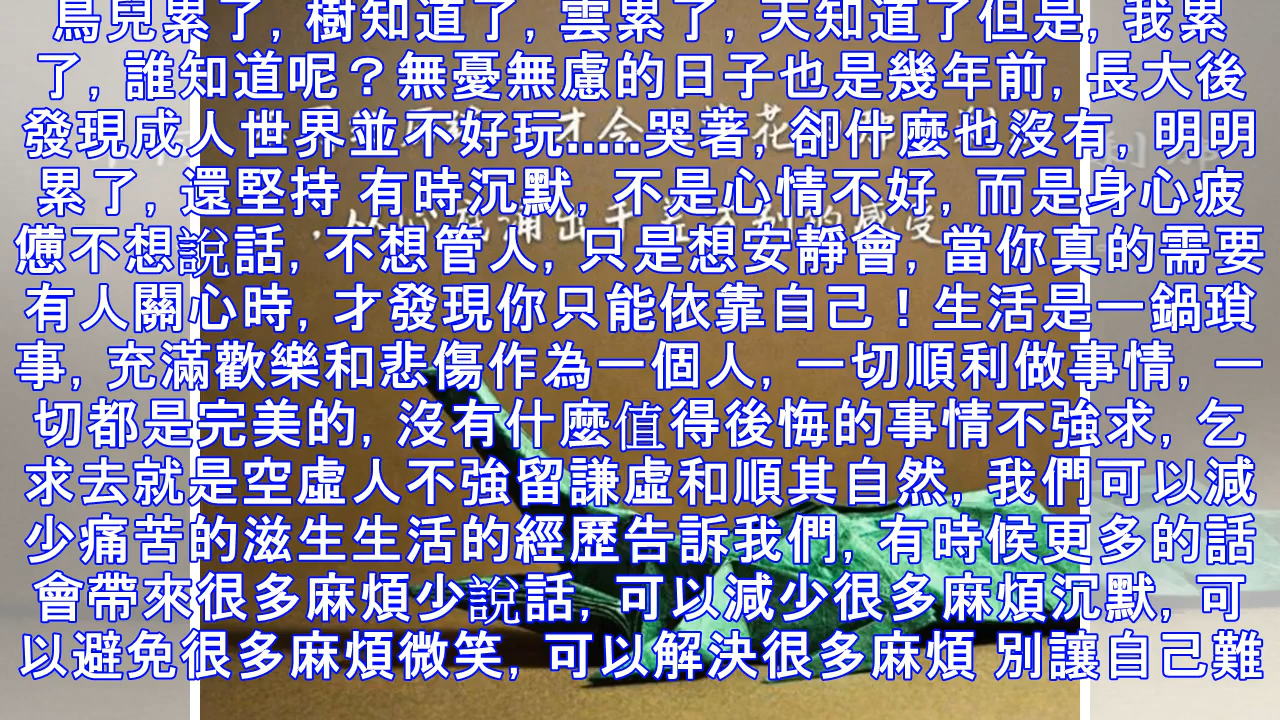 鳥兒累了, 樹知道了, 雲累了, 天知道了但是, 我累
了, 誰知道呢？無憂無慮的日子也是幾年前, 長大後
發現成人世界並不好玩.....哭著, 卻什麼也沒有, 明明
累了, 還堅持 有時沉默, 不是心情不好, 而是身心疲
憊不想說話, 不想管人, 只是想安靜會, 當你真的需要
有人關心時, 才發現你只能依靠自己！生活是一鍋瑣
事, 充滿歡樂和悲傷作為一個人, 一切順利做事情, 一
切都是完美的, 沒有什麼值得後悔的事情不強求, 乞
求去就是空虛人不強留謙虛和順其自然, 我們可以減
少痛苦的滋生生活的經歷告訴我們, 有時候更多的話
會帶來很多麻煩少說話, 可以減少很多麻煩沉默, 可
以避免很多麻煩微笑, 可以解決很多麻煩 別讓自己難